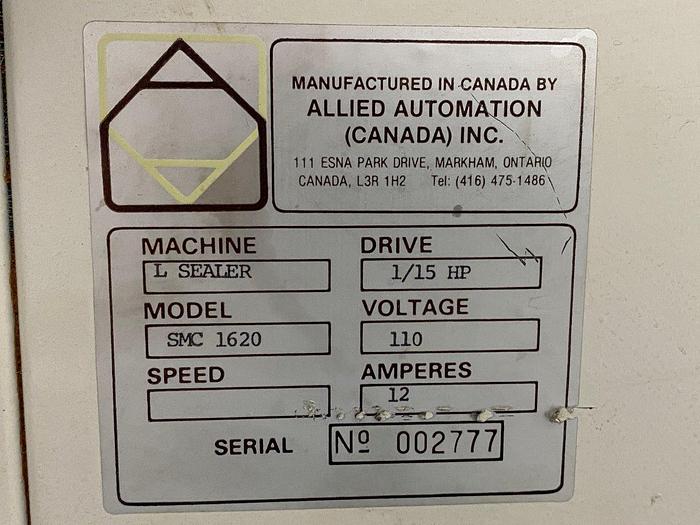 MANUFACTURED IN CANADA BY
ALLIED AUTOMATION
(CANADA) INC.
111 ESNA PARK DRIVE, MARKHAM, ONTARIO
CANADA, L3R 1H2 Tel: (416) 475-1486
MACHINE DRIVE
L SEALER 1/15 HP
MODEL VOLTAGE
SMC 1620 110
SPEED AMPERES
12
SERIAL Nº 002777